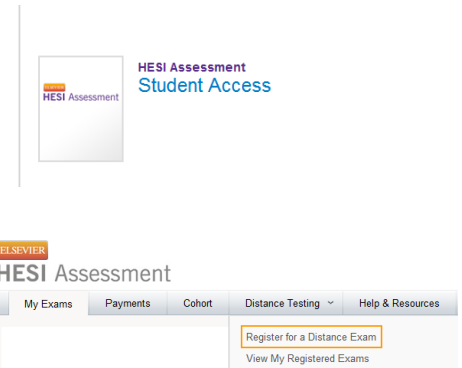 HESI Assessment
Student Access
ELSEVIER
HESI Assessment
ELSEVIER
HESI Assessment
My Exams Payments Cohort Distance Testing Help & Resources
Register for a Distance Exam
View My Registered Exams